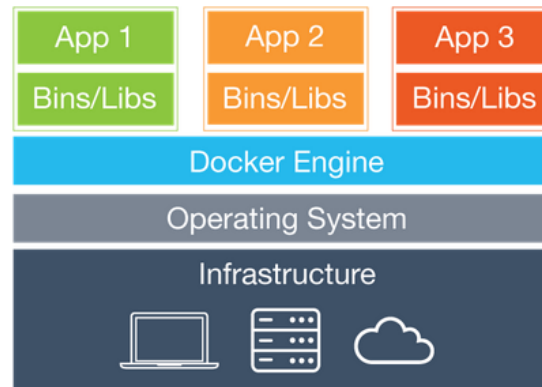 App 1
App 2
App 3
Bins/Libs
Bins/Libs
Bins/Libs
Docker Engine
Operating System
Infrastructure